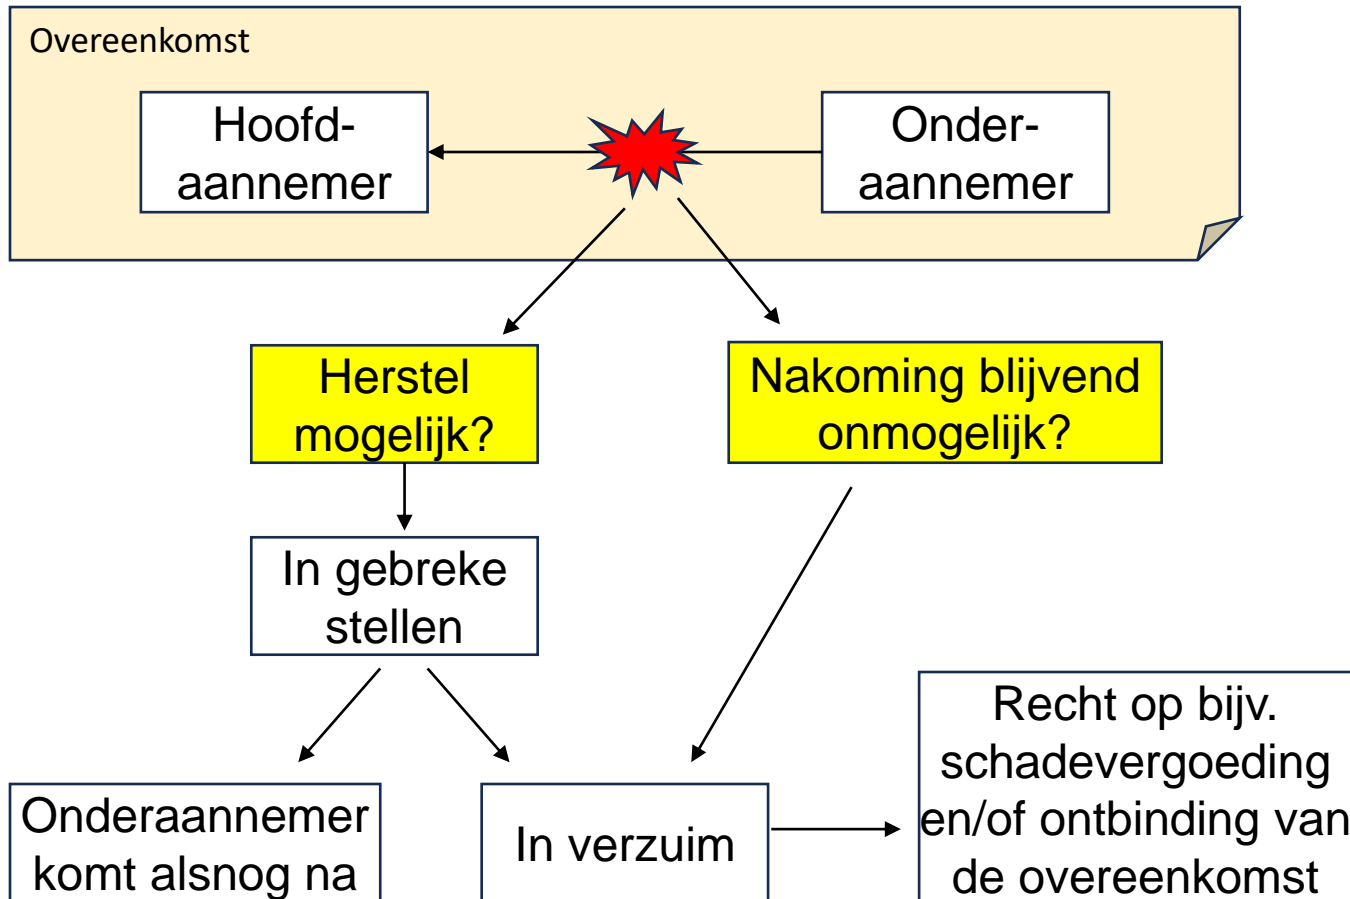 Overeenkomst
Hoofd-
aannemer
Onder-
aannemer
Herstel
mogelijk?
Nakoming blijvend
onmogelijk?
In gebreke
stellen
Onderaannemer
komt alsnog na
In verzuim
Recht op bijv.
schadevergoeding
en/of ontbinding van
de overeenkomst